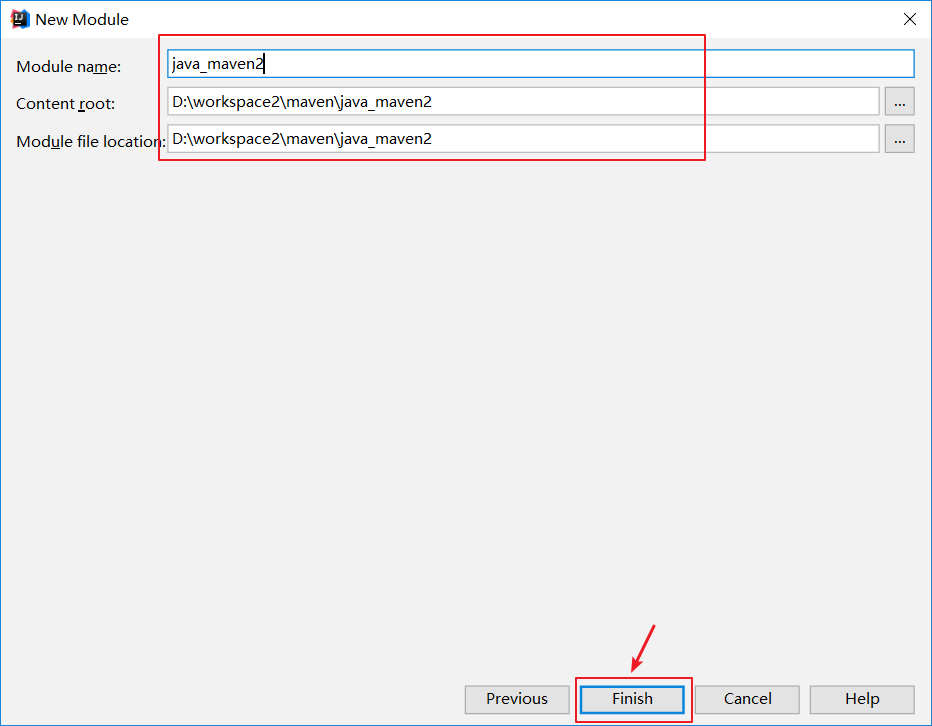 IJ
New Module
Module name: java_maven2
Content root: D:\workspace2\maven\java_maven2 ...
Module file location: D:\workspace2\maven\java_maven2 ...
Previous Finish Cancel Help